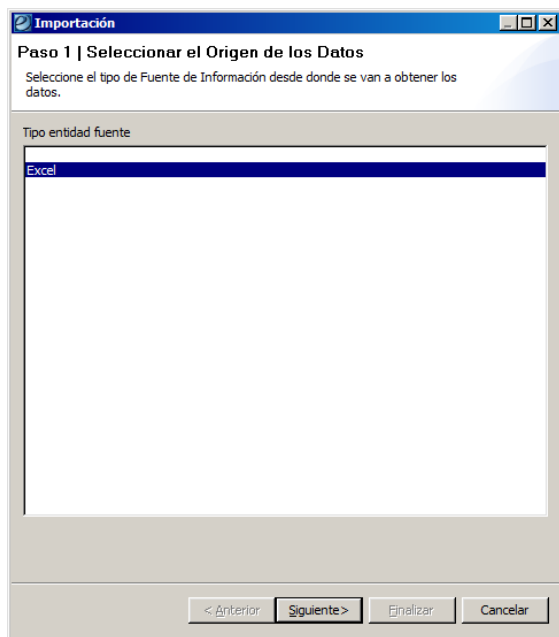 Importación
Paso 1 | Seleccionar el Origen de los Datos
Seleccione el tipo de Fuente de Información desde donde se van a obtener los
datos.
Tipo entidad fuente
Excel
< Anterior Siguiente > Finalizar Cancelar